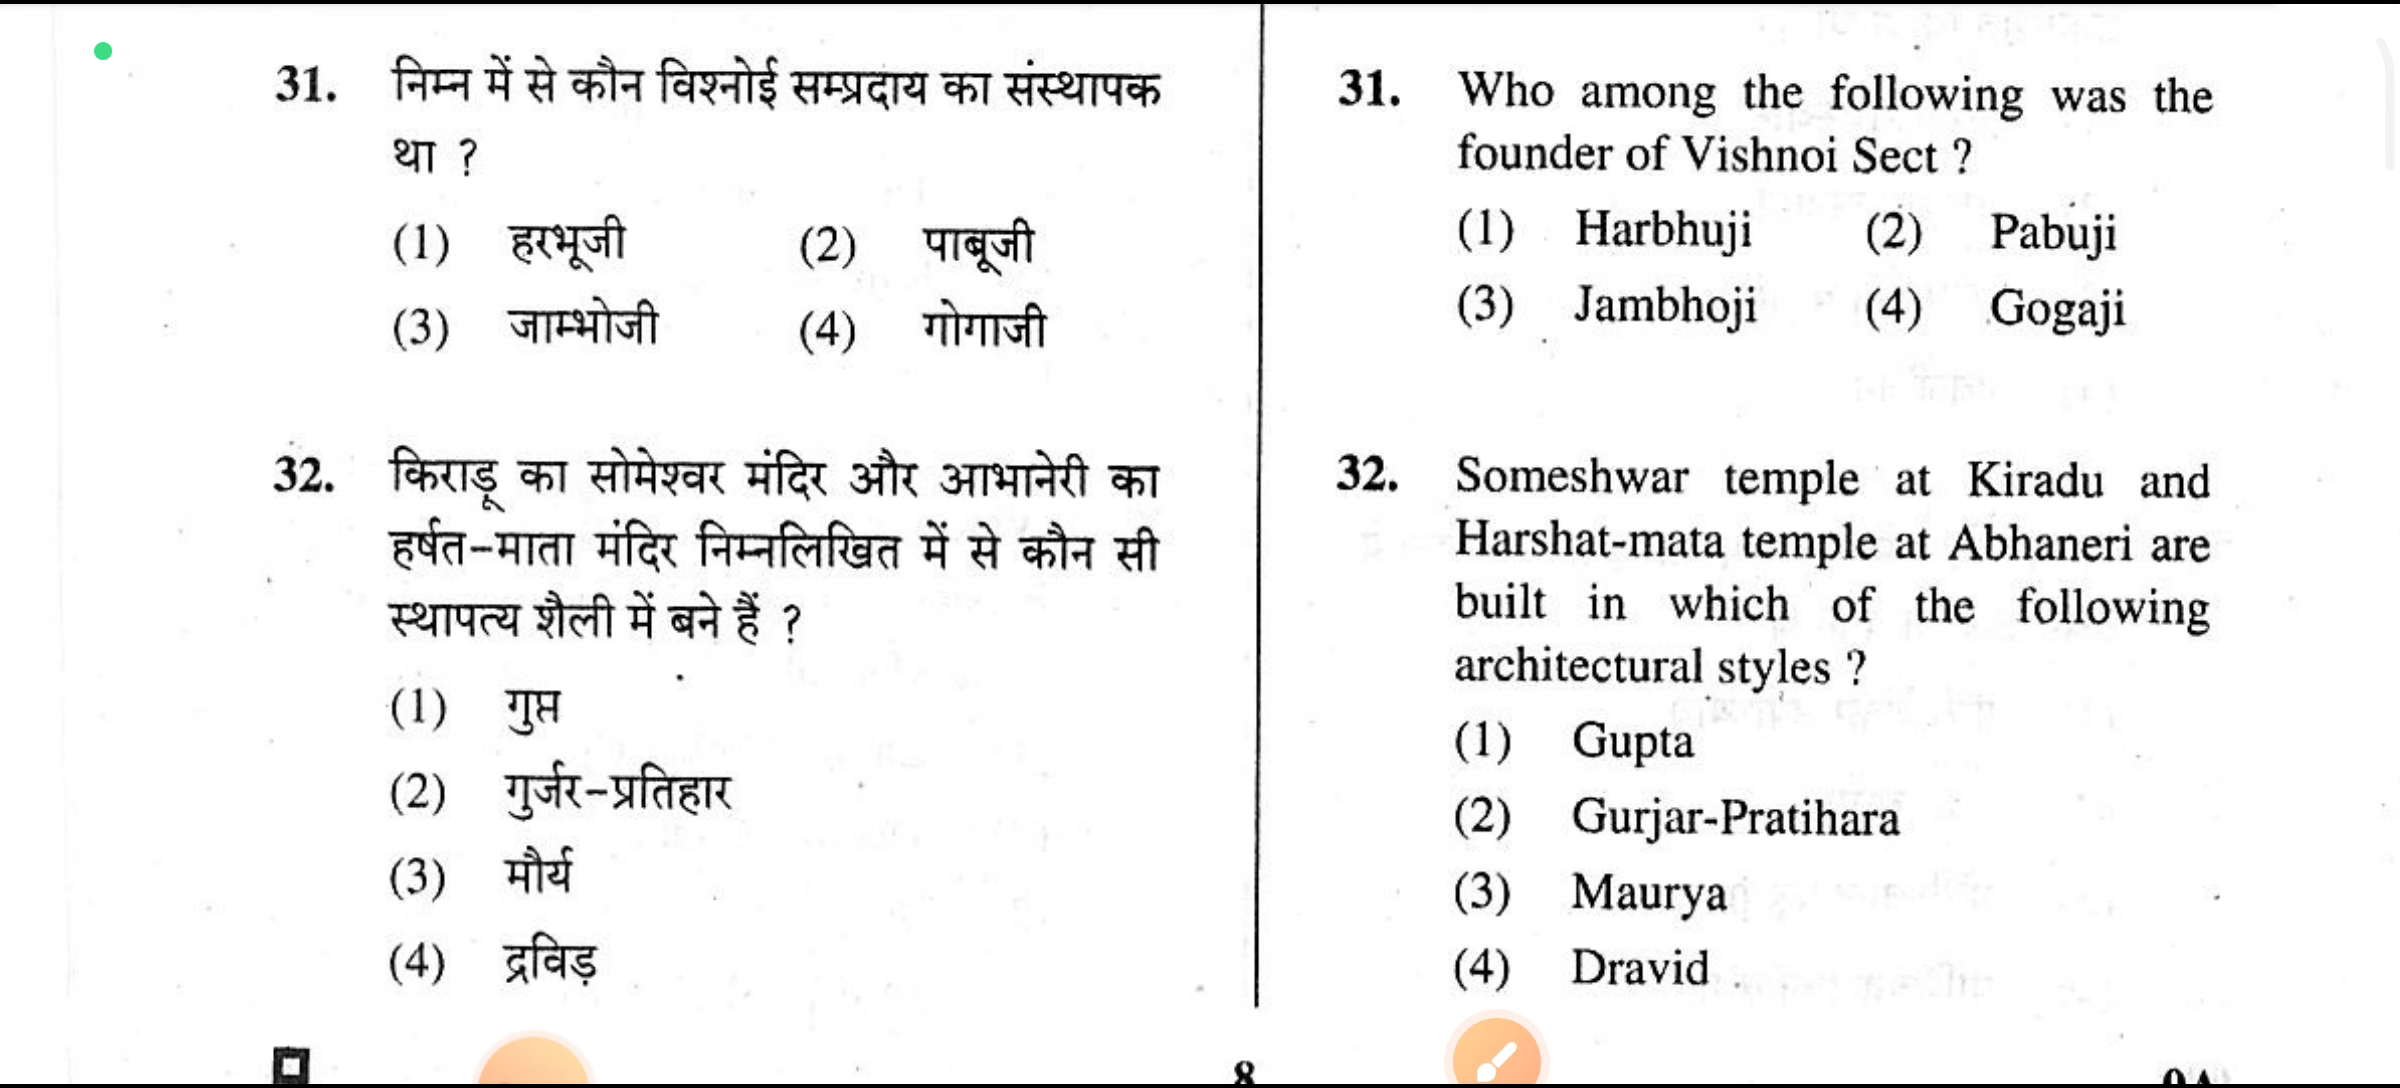 31. निम्न में से कौन विश्नोई सम्प्रदाय का संस्थापक
था ?
(1) हरभूजी (2) पाबूजी
(3) जाम्भोजी (4) गोगाजी
32. किराडू का सोमेश्वर मंदिर और आभानेरी का
हर्षत-माता मंदिर निम्नलिखित में से कौन सी
स्थापत्य शैली में बने हैं ?
(1) गुप्त
(2) गुर्जर-प्रतिहार
(3) मौर्य
(4) द्रविड़
31. Who among the following was the
founder of Vishnoi Sect ?
(1) Harbhuji (2) Pabuji
(3) Jambhoji (4) Gogaji
32. Someshwar temple at Kiradu and
Harshat-mata temple at Abhaneri are
built in which of the following
architectural styles ?
(1) Gupta
(2) Gurjar-Pratihara
(3) Maurya
(4) Dravid
8